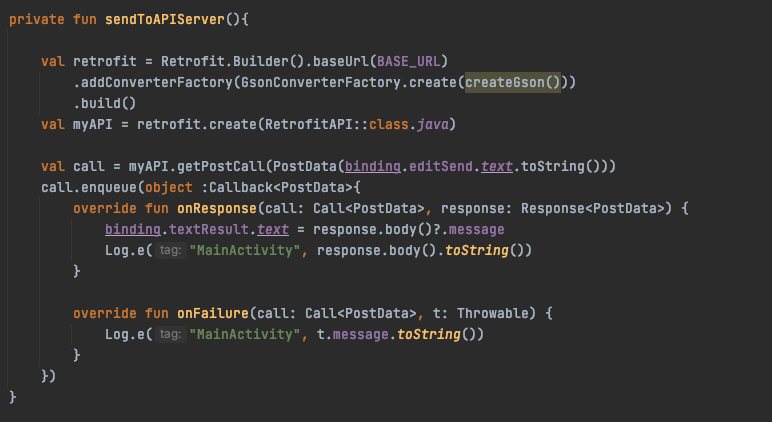 private fun sendToAPIServer(){
val retrofit = Retrofit.Builder().baseUrl(BASE_URL)
.addConverterFactory(GsonConverterFactory.create(createGson()))
.build()
val myAPI = retrofit.create(RetrofitAPI::class.java)
val call = myAPI.getPostCall(PostData(binding.editSend.text.toString()))
call.enqueue(object :Callback<PostData>{
override fun onResponse(call: Call<PostData>, response: Response<PostData>) {
binding.textResult.text = response.body()?.message
Log.e( tag: "MainActivity", response.body().toString())
}
override fun onFailure(call: Call<PostData>, t: Throwable) {
Log.e( tag: "MainActivity", t.message.toString())
}
})
}